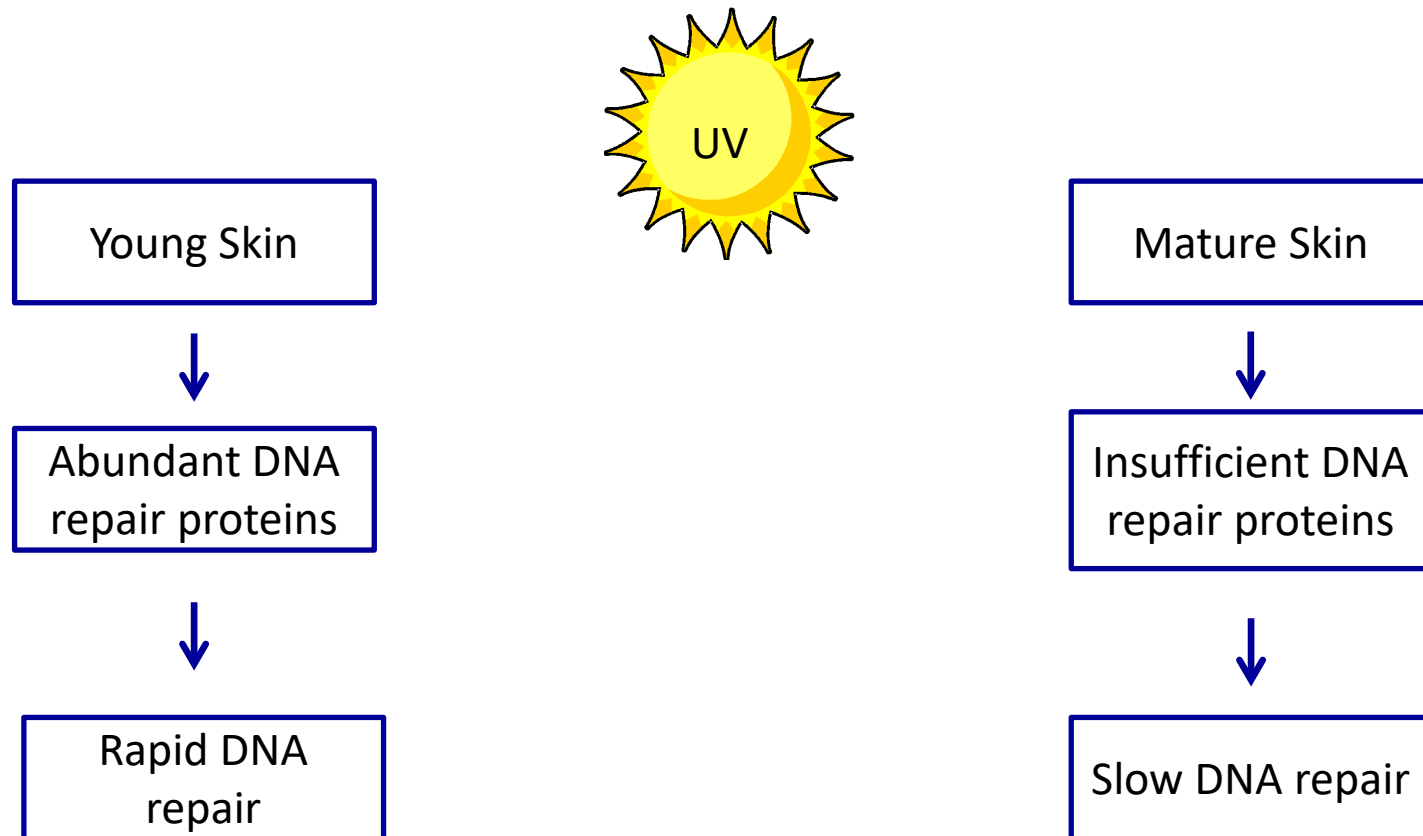 UV
Young Skin
Abundant DNA
repair proteins
Rapid DNA
repair
Mature Skin
Insufficient DNA
repair proteins
Slow DNA repair